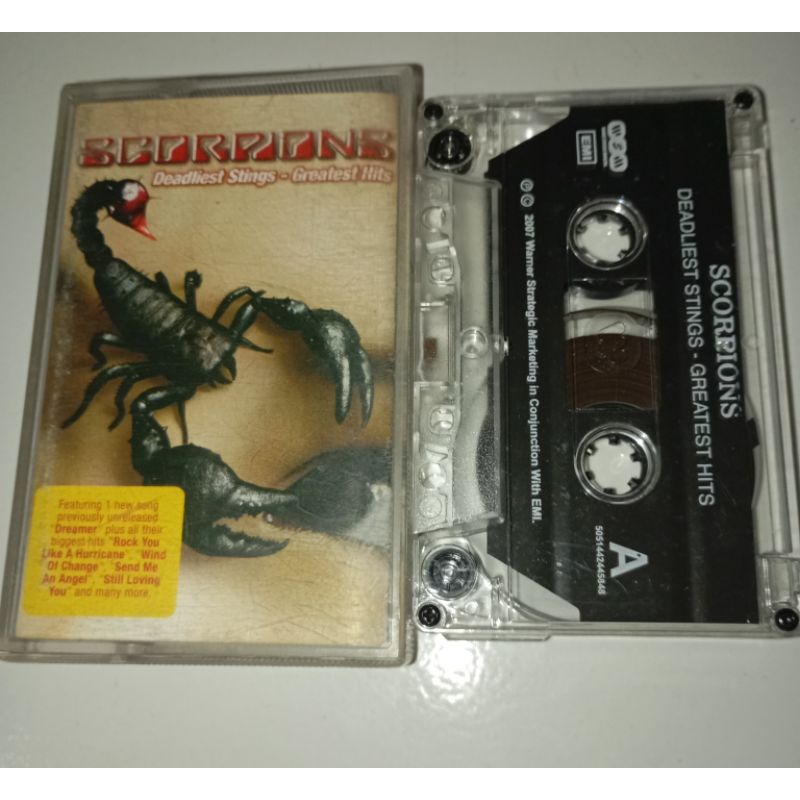 SCORPIONS
Deadliest Stings - Greatest Hits
Featuring 1 new song
previously unreleased
"Dreamer" plus all their
biggest hits "Rock You
Like A Hurricane", "Wind
Of Change", "Send Me
An Angel", "Still Loving
You" and many more.
WSM
EMI
SCORPIONS
DEADLIEST STINGS - GREATEST HITS
℗ © 2007 Warner Strategic Marketing in Conjunction With EMI.
A
5051442445848